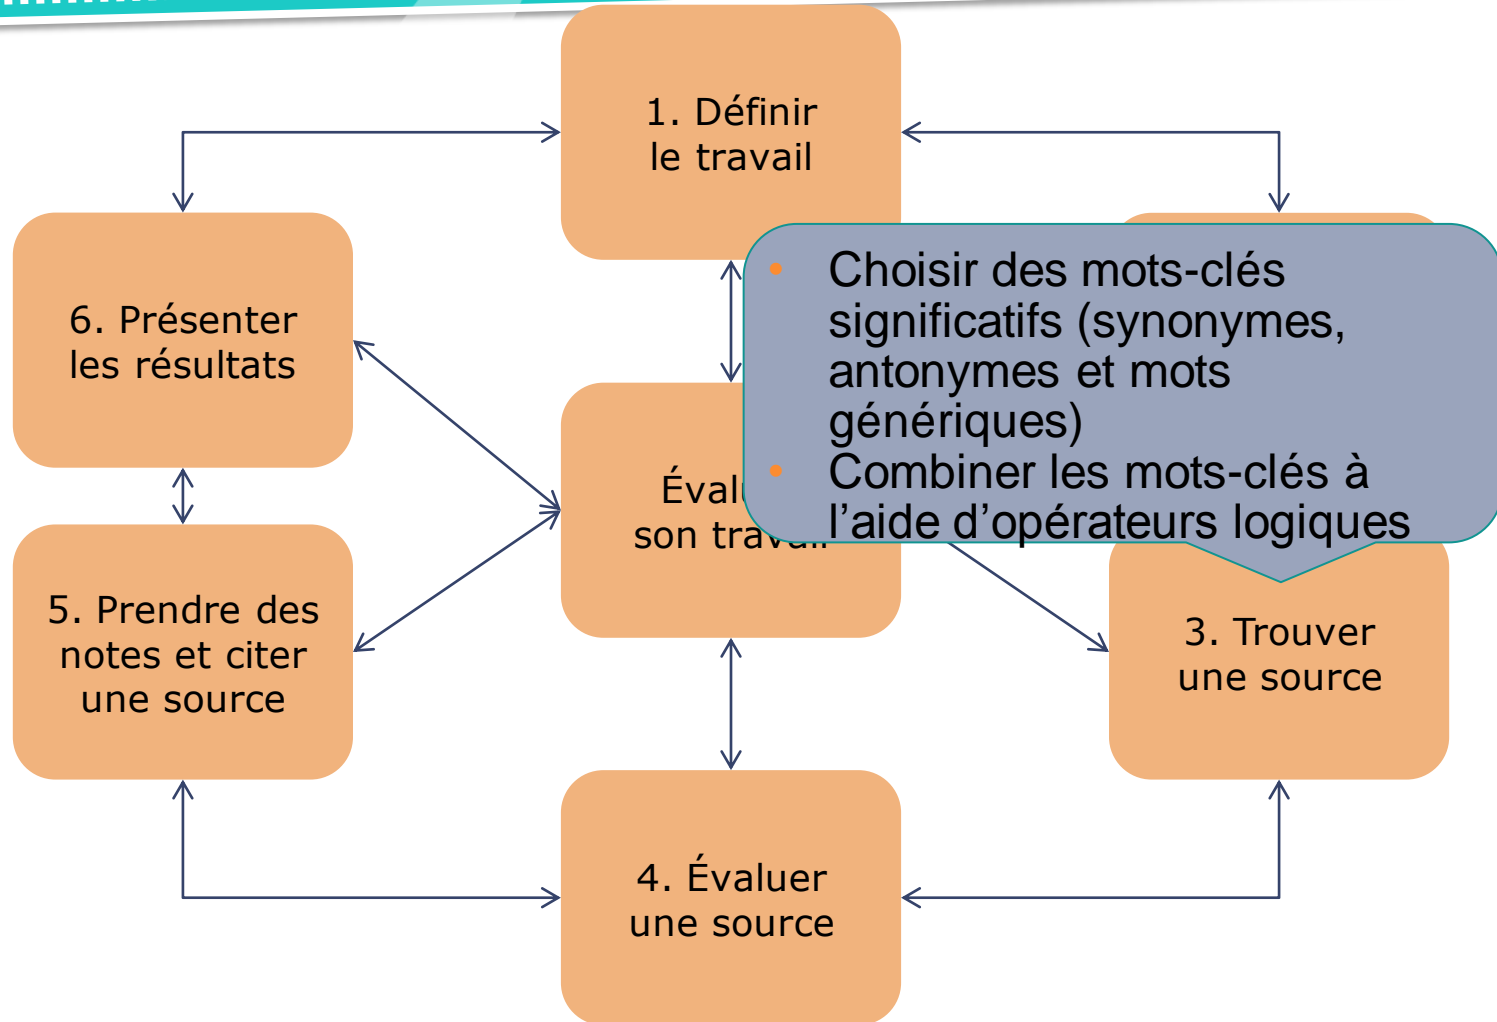 1. Définir
le travail
6. Présenter
les résultats
• Choisir des mots-clés
significatifs (synonymes,
antonymes et mots
génériques)
• Combiner les mots-clés à
l’aide d’opérateurs logiques
son travail
5. Prendre des
notes et citer
une source
3. Trouver
une source
4. Évaluer
une source